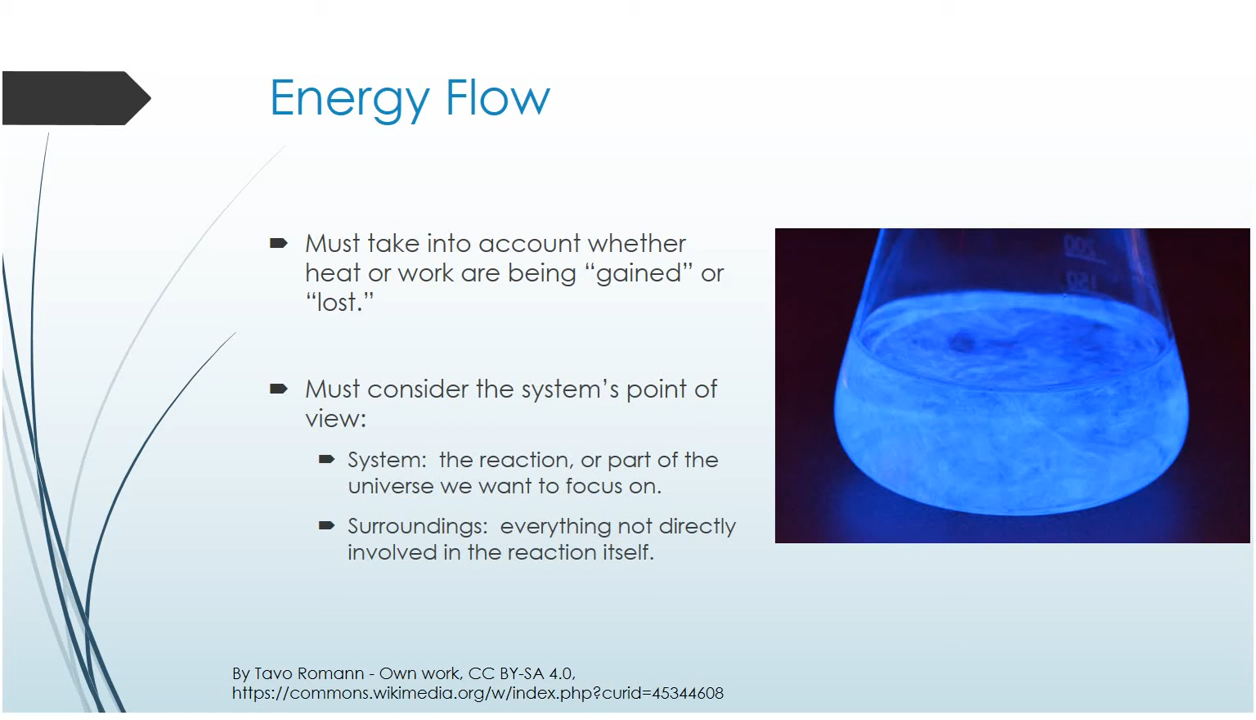 Energy Flow
Must take into account whether
heat or work are being “gained” or
“lost.”
Must consider the system’s point of
view:
System:  the reaction, or part of the
universe we want to focus on.
Surroundings:  everything not directly
involved in the reaction itself.
200
150
By Tavo Romann - Own work, CC BY-SA 4.0,
https://commons.wikimedia.org/w/index.php?curid=45344608